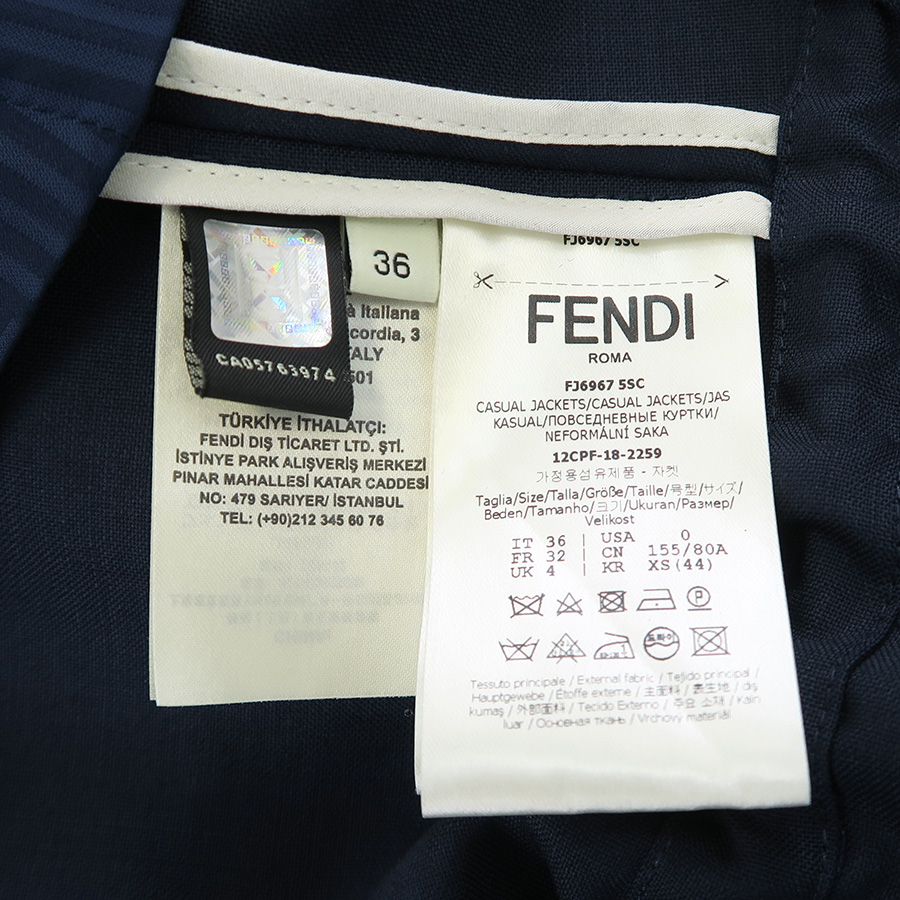 36
à Italiana
cordia, 3
TALY
501
CA05763974
TÜRKİYE İTHALATÇI:
FENDİ DIŞ TİCARET LTD. ŞTİ.
İSTİNYE PARK ALIŞVERİŞ MERKEZİ
PINAR MAHALLESİ KATAR CADDESİ
NO: 479 SARIYER/ İSTANBUL
TEL: (+90)212 345 60 76
FJ6967 5SC
FENDI
ROMA
FJ6967 5SC
CASUAL JACKETS/CASUAL JACKETS/JAS
KASUAL/ПОВСЕДНЕВНЫЕ КУРТКИ/
NEFORMÁLNÍ SAKA
12CPF-18-2259
가정용섬유제품 - 자켓
Taglia/Size/Talla/Größe/Taille/号型/サイズ/
Beden/Tamanho/크기/Ukuran/Размер/
Velikost
IT 36 | USA 0
FR 32 | CN 155/80A
UK 4 | KR XS(44)
드라이
Tessuto principale / External fabric / Tejido principal /
Hauptgewebe / Étoffe externe / 主面料 / 表生地 / dış
kumaş / 外部面料 / Tecido Externo / 주요 소재 / Kain
luar / Основная ткань / Vrchový materiál